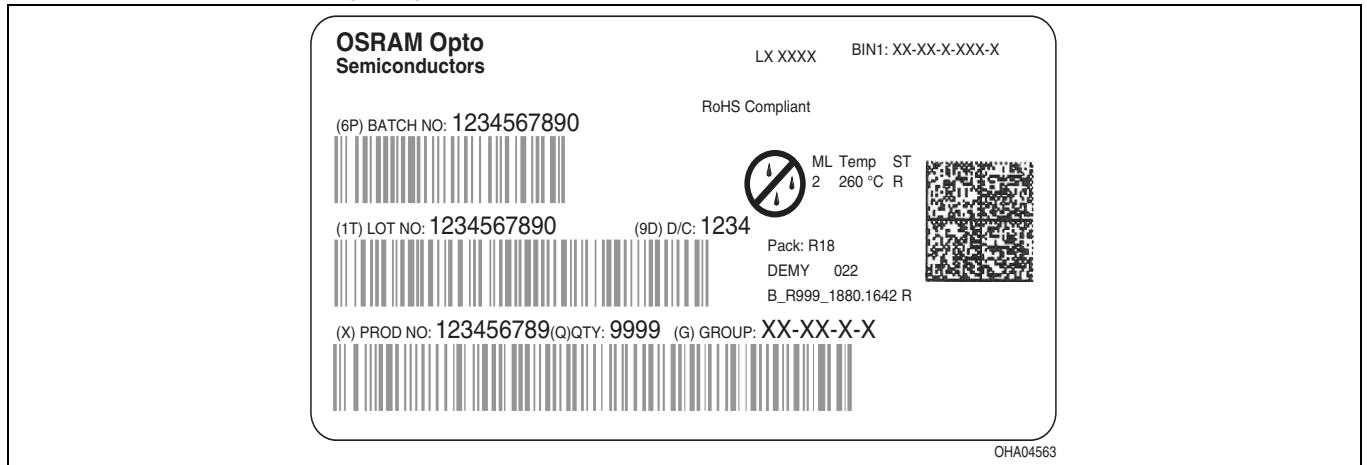 OSRAM Opto
Semiconductors
LX XXXX
BIN1: XX-XX-X-XXX-X
RoHS Compliant
(6P) BATCH NO: 1234567890
ML Temp ST
2 260 °C R
(1T) LOT NO: 1234567890
(9D) D/C: 1234
Pack: R18
DEMY 022
B_R999_1880.1642 R
(X) PROD NO: 123456789(Q)QTY: 9999 (G) GROUP: XX-XX-X-X
OHA04563